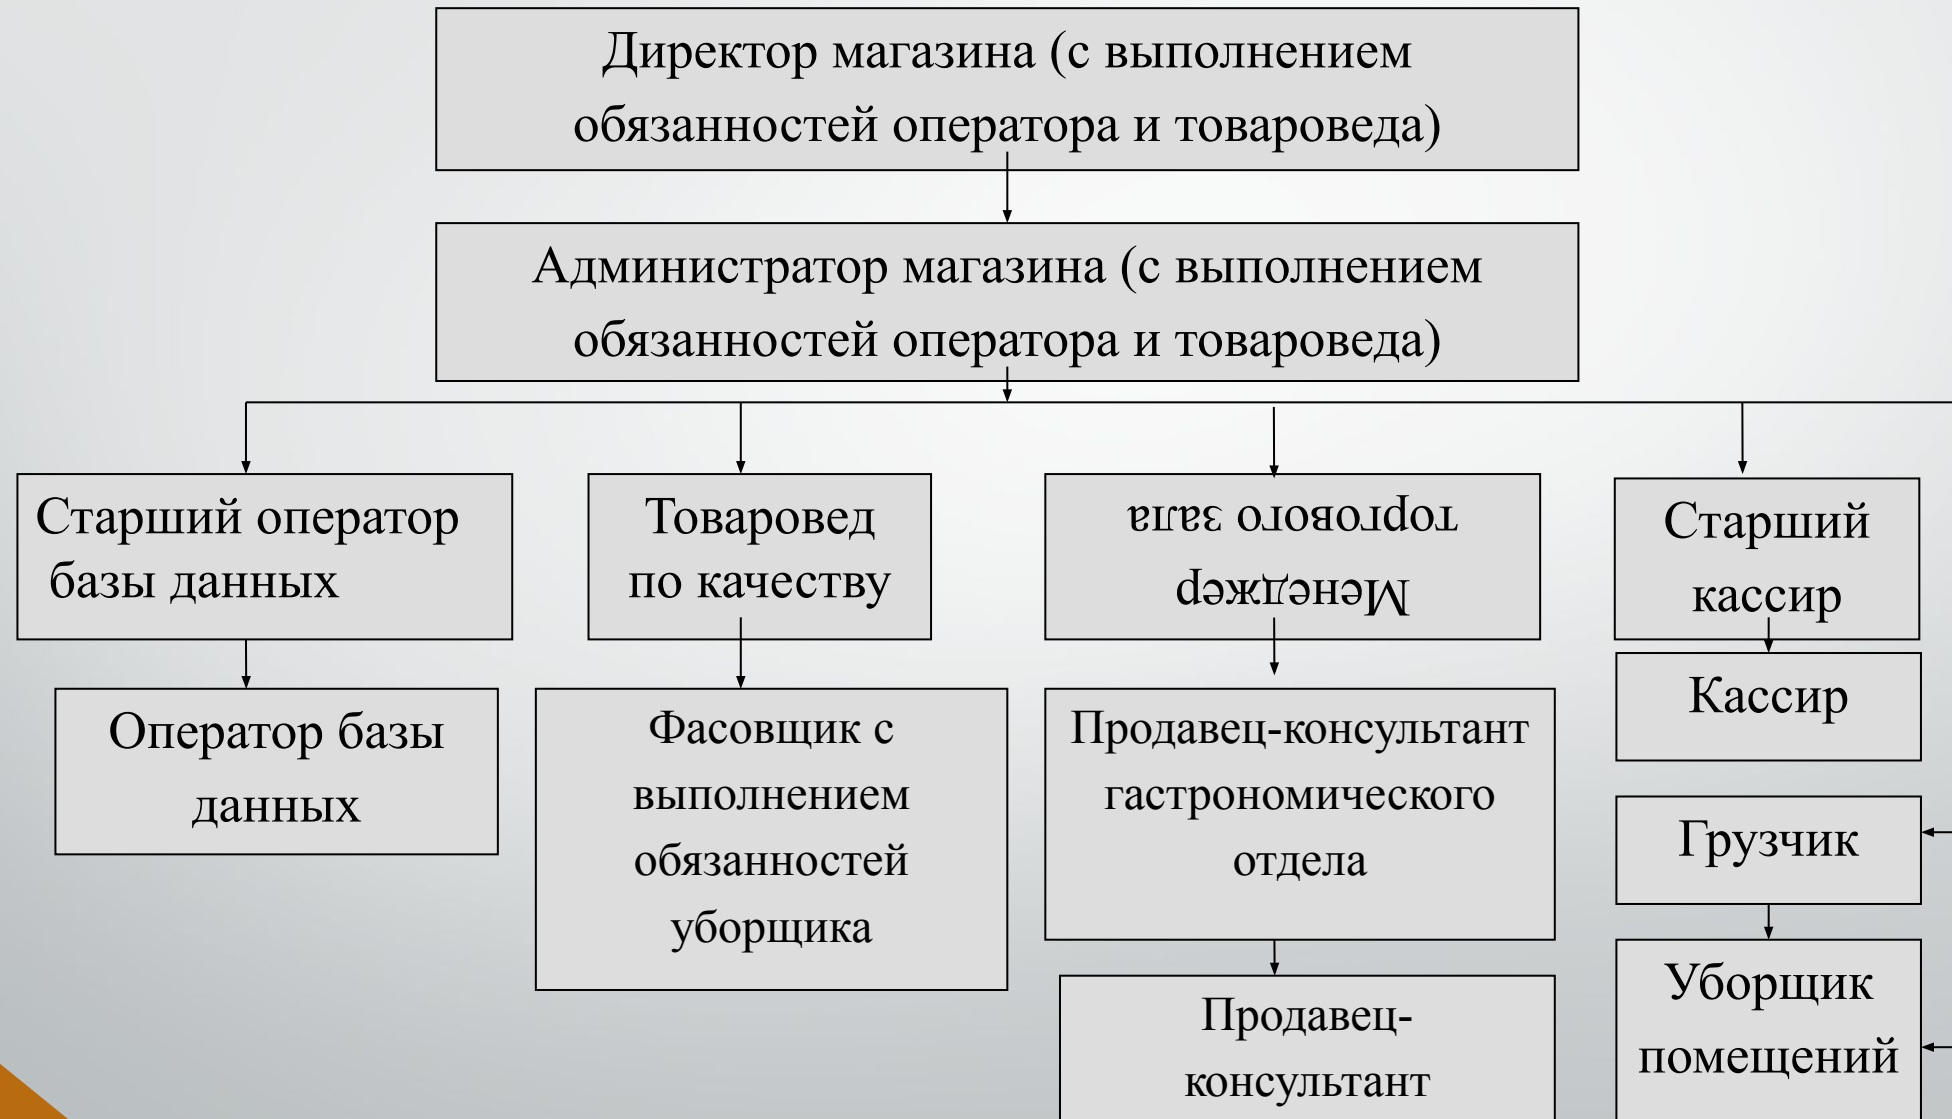 Директор магазина (с выполнением
обязанностей оператора и товароведа)
Администратор магазина (с выполнением
обязанностей оператора и товароведа)
Старший оператор
базы данных
Товаровед
по качеству
Менеджер
торгового зала
Старший
кассир
Кассир
Оператор базы
данных
Фасовщик с
выполнением
обязанностей
уборщика
Продавец-консультант
гастрономического
отдела
Грузчик
Продавец-
консультант
Уборщик
помещений